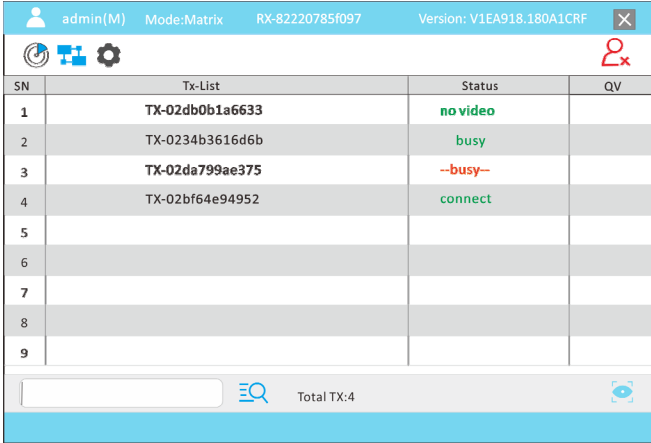 admin(M) Mode:Matrix RX-82220785f097 Version: V1EA918.180A1CRF
SN Tx-List Status QV
1 TX-02db0b1a6633 no video
2 TX-0234b3616d6b busy
3 TX-02da799ae375 --busy--
4 TX-02bf64e94952 connect
5
6
7
8
9
Total TX:4